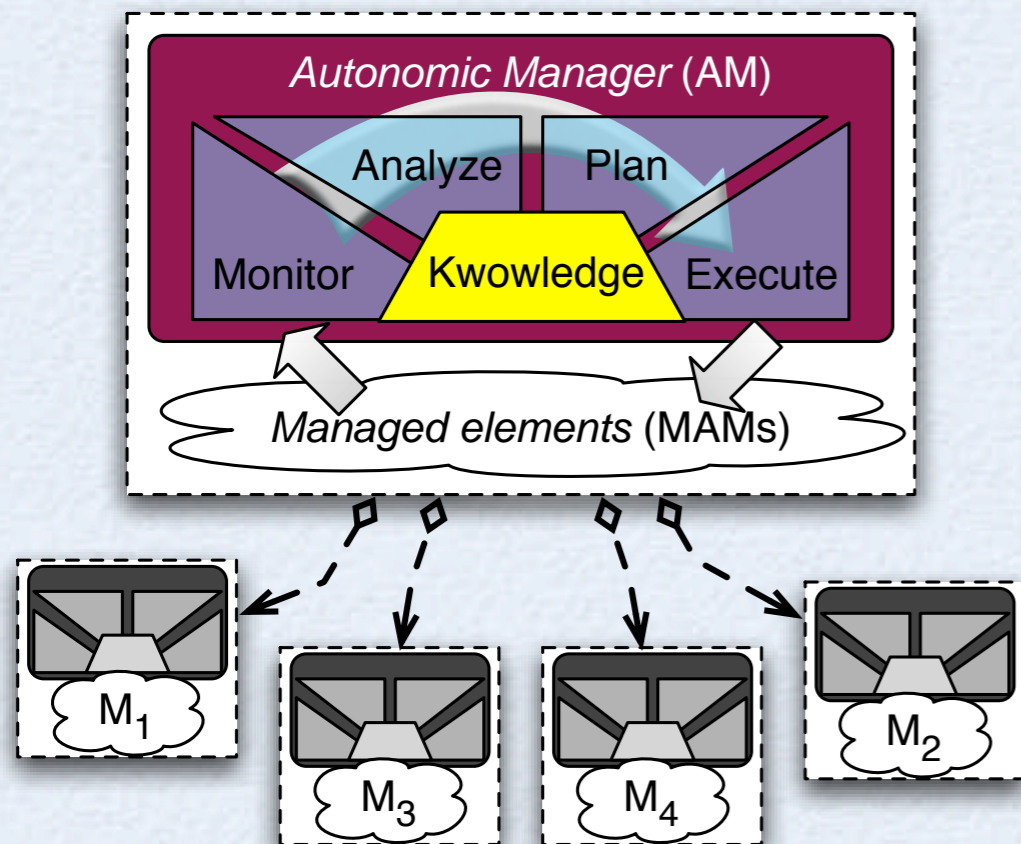 Autonomic Manager (AM)
Analyze Plan
Monitor Kwowledge Execute
Managed elements (MAMs)
M1
M2
M3 M4